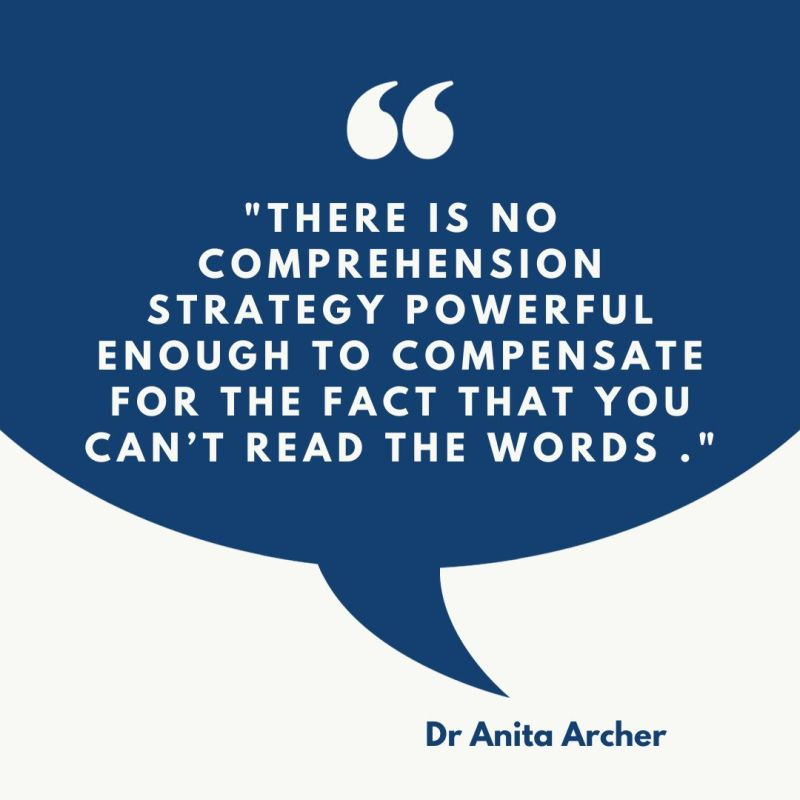 “
"THERE IS NO
COMPREHENSION
STRATEGY POWERFUL
ENOUGH TO COMPENSATE
FOR THE FACT THAT YOU
CAN’T READ THE WORDS ."
Dr Anita Archer